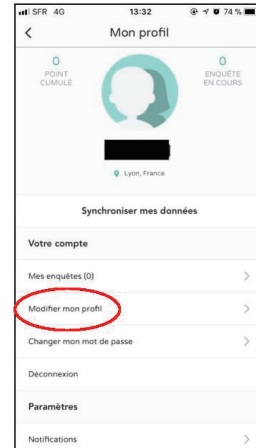 SFR 4G 13:32 74 %
Mon profil
0 0
POINT ENQUÊTE
CUMULÉ EN COURS
Lyon, France
Synchroniser mes données
Votre compte
Mes enquêtes (0)
Modifier mon profil
Changer mon mot de passe
Déconnexion
Paramètres
Notifications